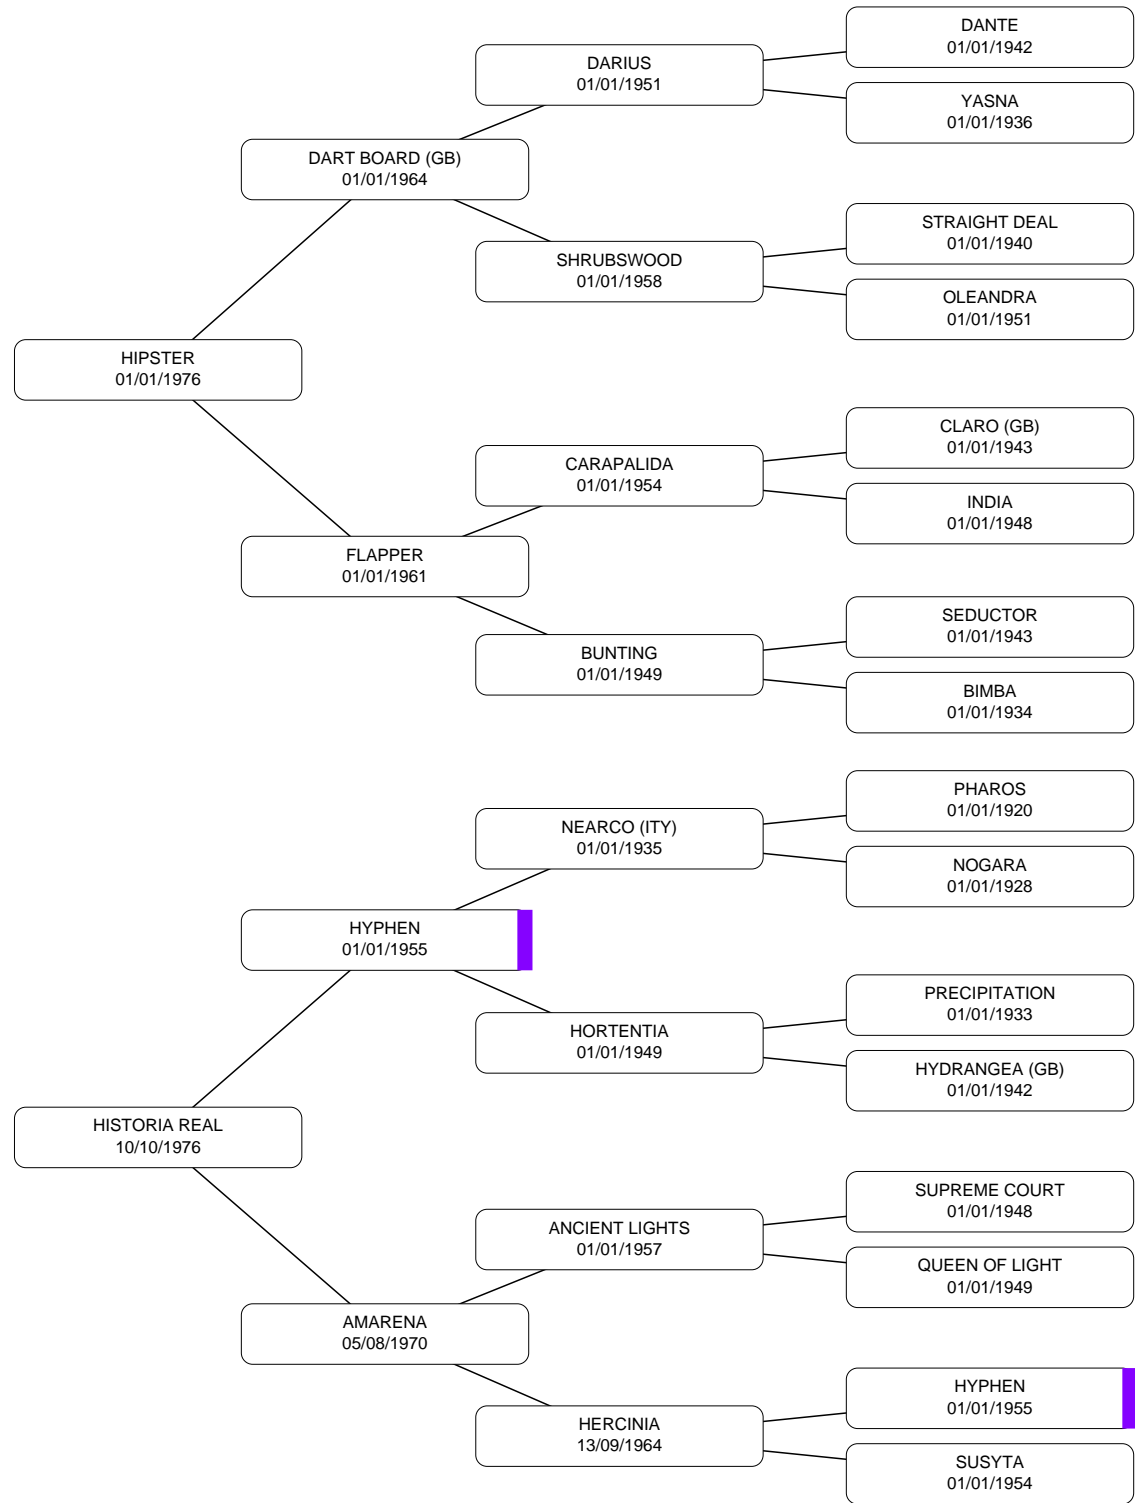 DANTE
01/01/1942
DARIUS
01/01/1951
YASNA
01/01/1936
DART BOARD (GB)
01/01/1964
STRAIGHT DEAL
01/01/1940
SHRUBSWOOD
01/01/1958
OLEANDRA
01/01/1951
HIPSTER
01/01/1976
CLARO (GB)
01/01/1943
CARAPALIDA
01/01/1954
INDIA
01/01/1948
FLAPPER
01/01/1961
SEDUCTOR
01/01/1943
BUNTING
01/01/1949
BIMBA
01/01/1934
PHAROS
01/01/1920
NEARCO (ITY)
01/01/1935
NOGARA
01/01/1928
HYPHEN
01/01/1955
PRECIPITATION
01/01/1933
HORTENTIA
01/01/1949
HYDRANGEA (GB)
01/01/1942
HISTORIA REAL
10/10/1976
SUPREME COURT
01/01/1948
ANCIENT LIGHTS
01/01/1957
QUEEN OF LIGHT
01/01/1949
AMARENA
05/08/1970
HYPHEN
01/01/1955
HERCINIA
13/09/1964
SUSYTA
01/01/1954